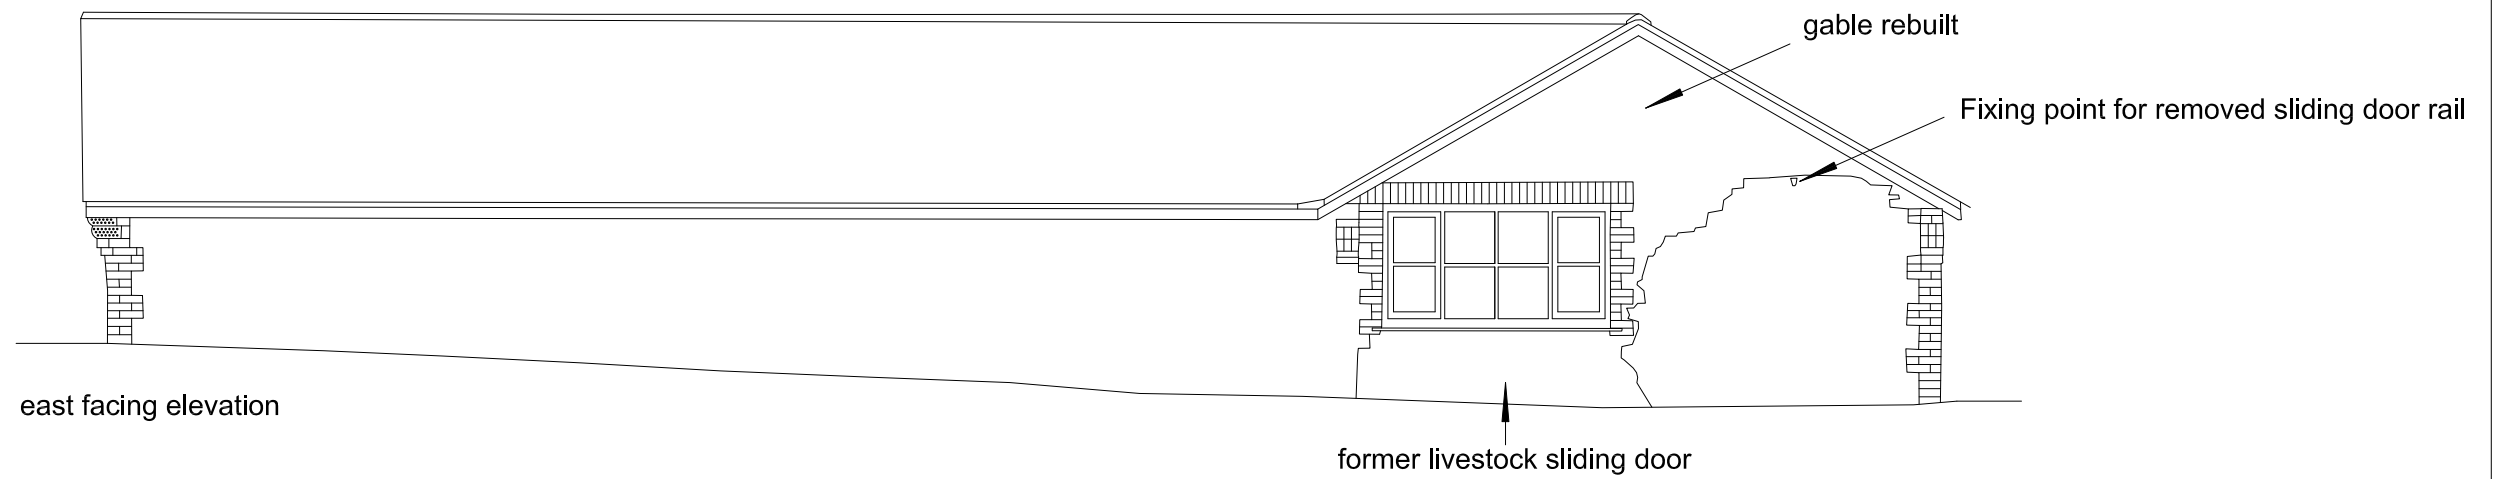 gable rebuilt
Fixing point for removed sliding door rail
east facing elevation
former livestock sliding door